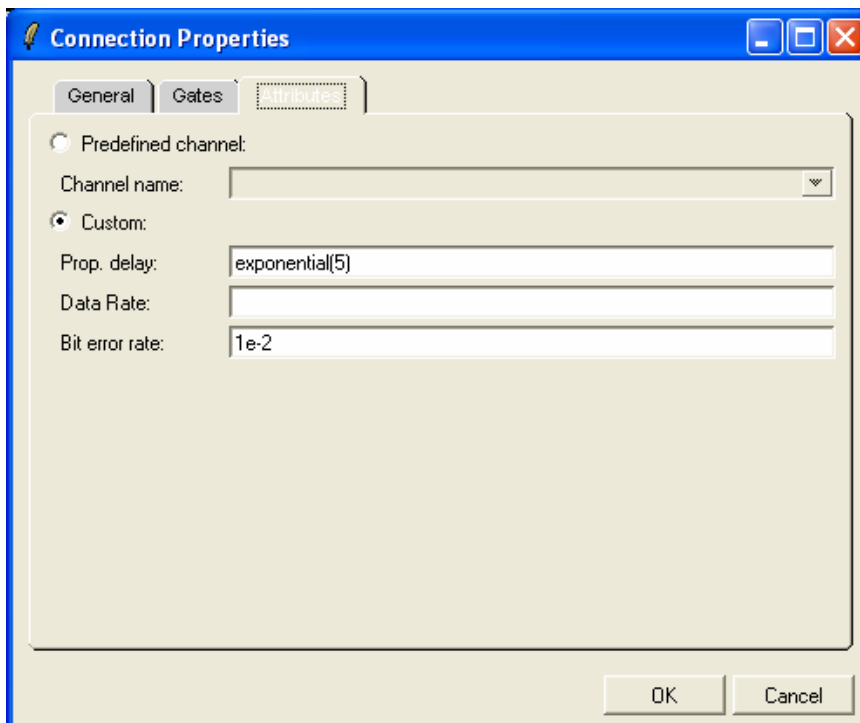 Connection Properties
General Gates Attributes
Predefined channel:
Channel name:
Custom:
Prop. delay: exponential(5)
Data Rate:
Bit error rate: 1e-2
OK Cancel